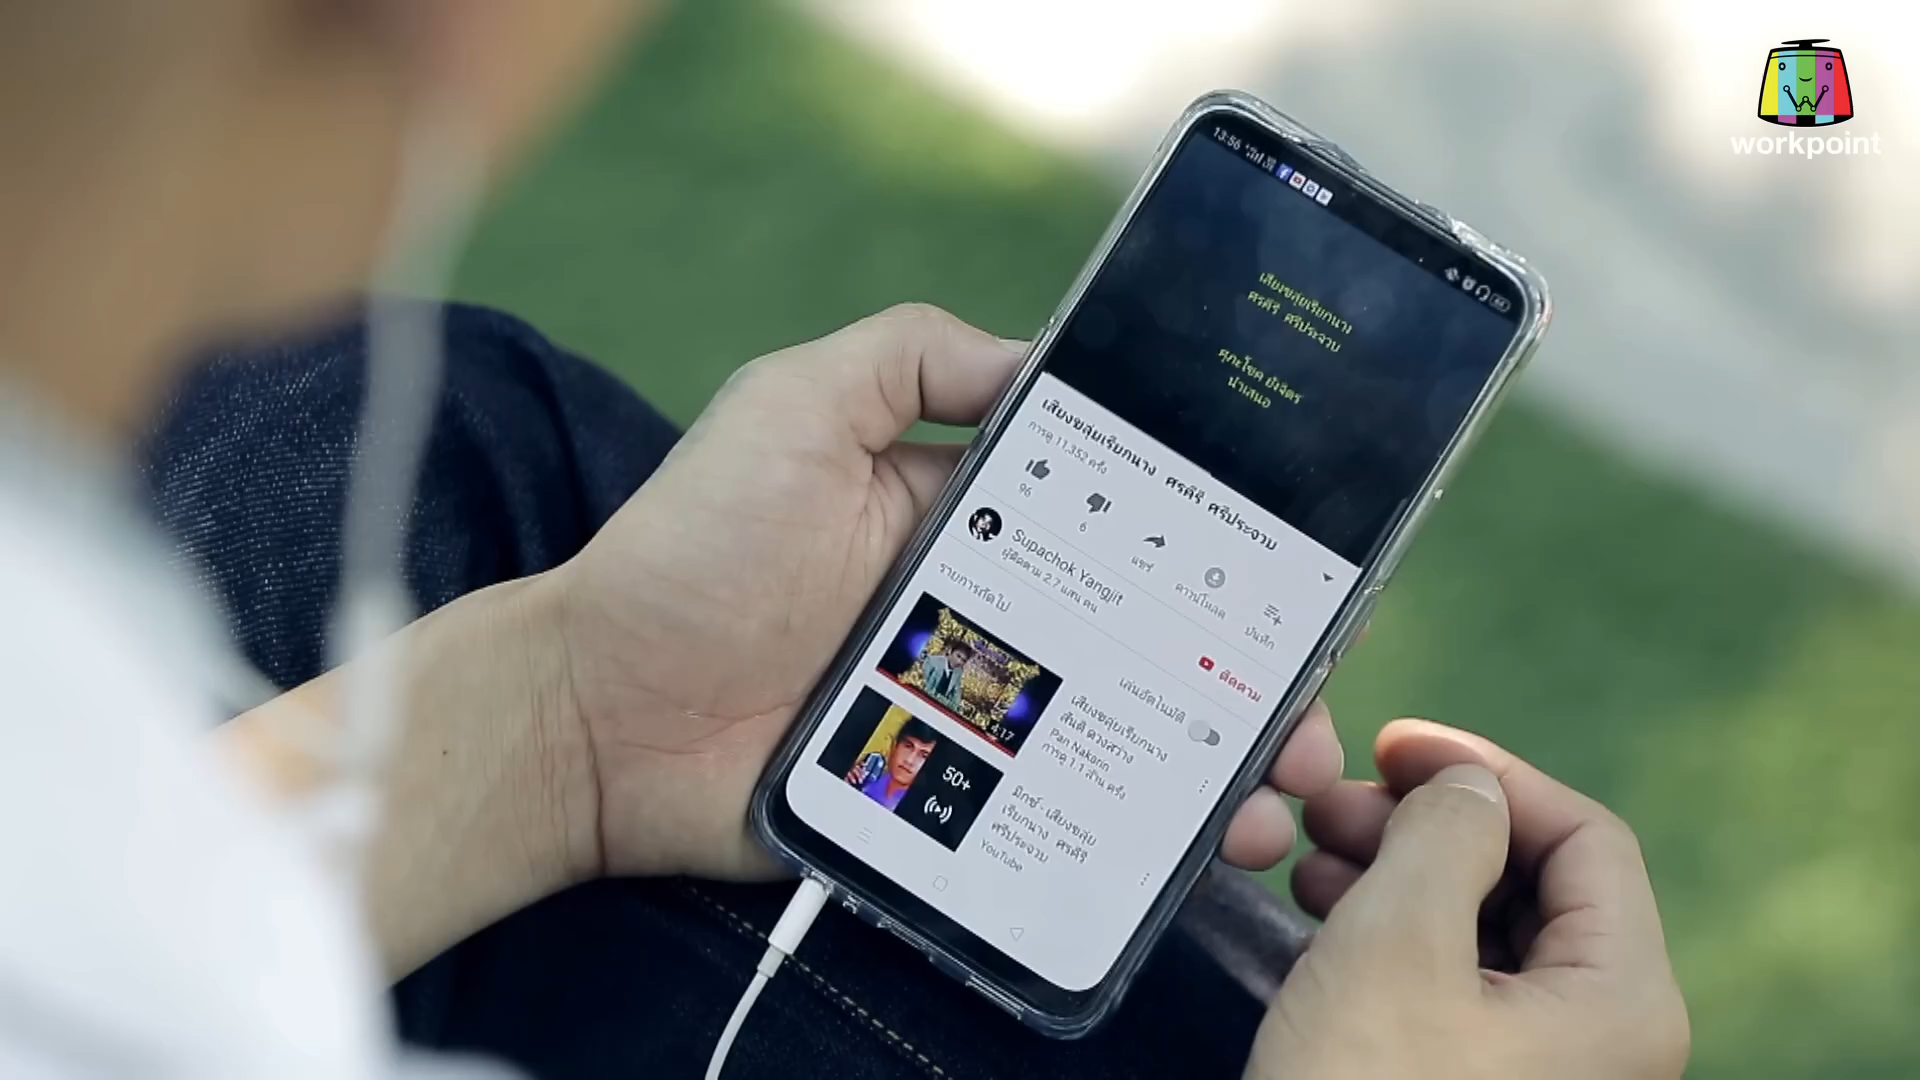 workpoint
13:56
เสียงขลุ่ยเรียกนาง
ศรคีรี ศรีประจวบ
ศุภะโชค ยังจิตร
นำเสนอ
เสียงขลุ่ยเรียกนาง ศรคีรี ศรีประจวบ
การดู 11,352 ครั้ง
96
6
แชร์
ดาวน์โหลด
บันทึก
Supachok Yangjit
ผู้ติดตาม 2.7 แสน คน
ติดตาม
รายการถัดไป
เล่นอัตโนมัติ
4:17
เสียงขลุ่ยเรียกนาง
สันติ ดวงสว่าง
Pan Nakarin
การดู 1.1 ล้าน ครั้ง
50+
มิกซ์ - เสียงขลุ่ย
เรียกนาง ศรคีรี
ศรีประจวบ
YouTube